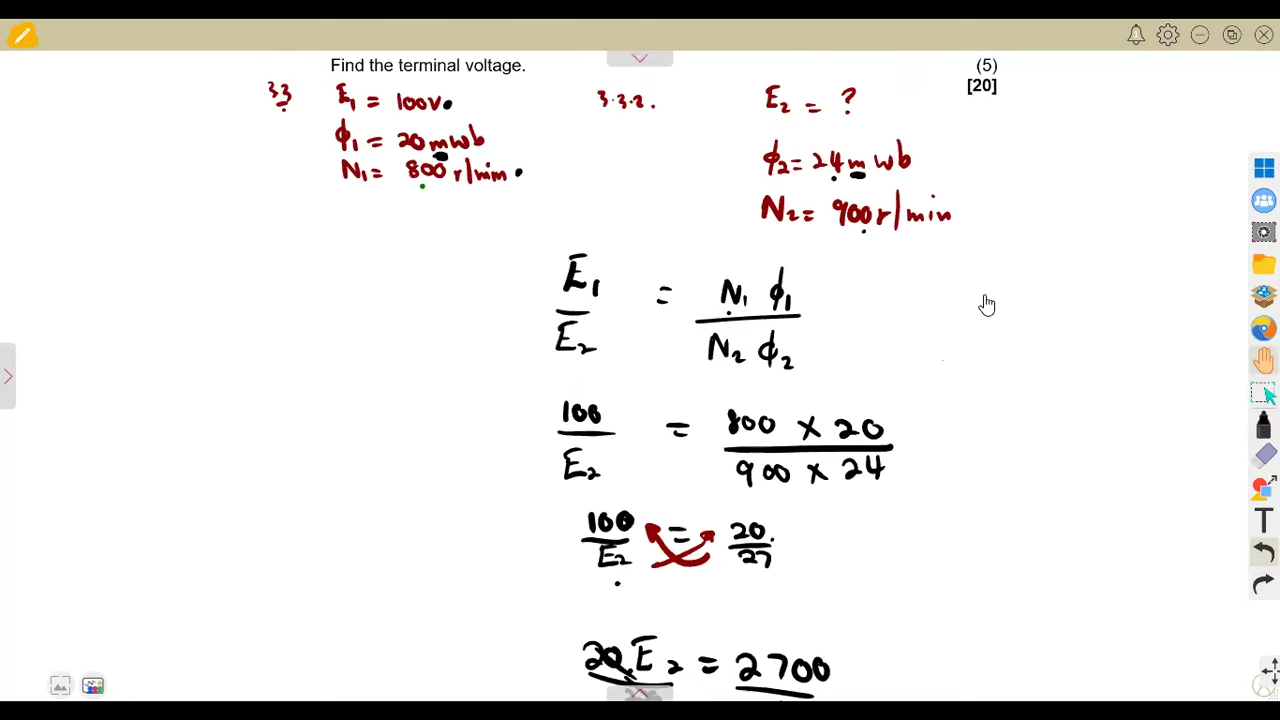 Find the terminal voltage. (5)
[20]
3.3 E₁ = 100V 3.3.2. E₂ = ?
ϕ₁ = 20 mwb ϕ₂ = 24 m wb
N₁ = 800 r/min N₂ = 900 r/min
E₁/E₂ = N₁ ϕ₁ / N₂ ϕ₂
100/E₂ = 800 × 20 / 900 × 24
100/E₂ = 20/27
20 E₂ = 2700
T